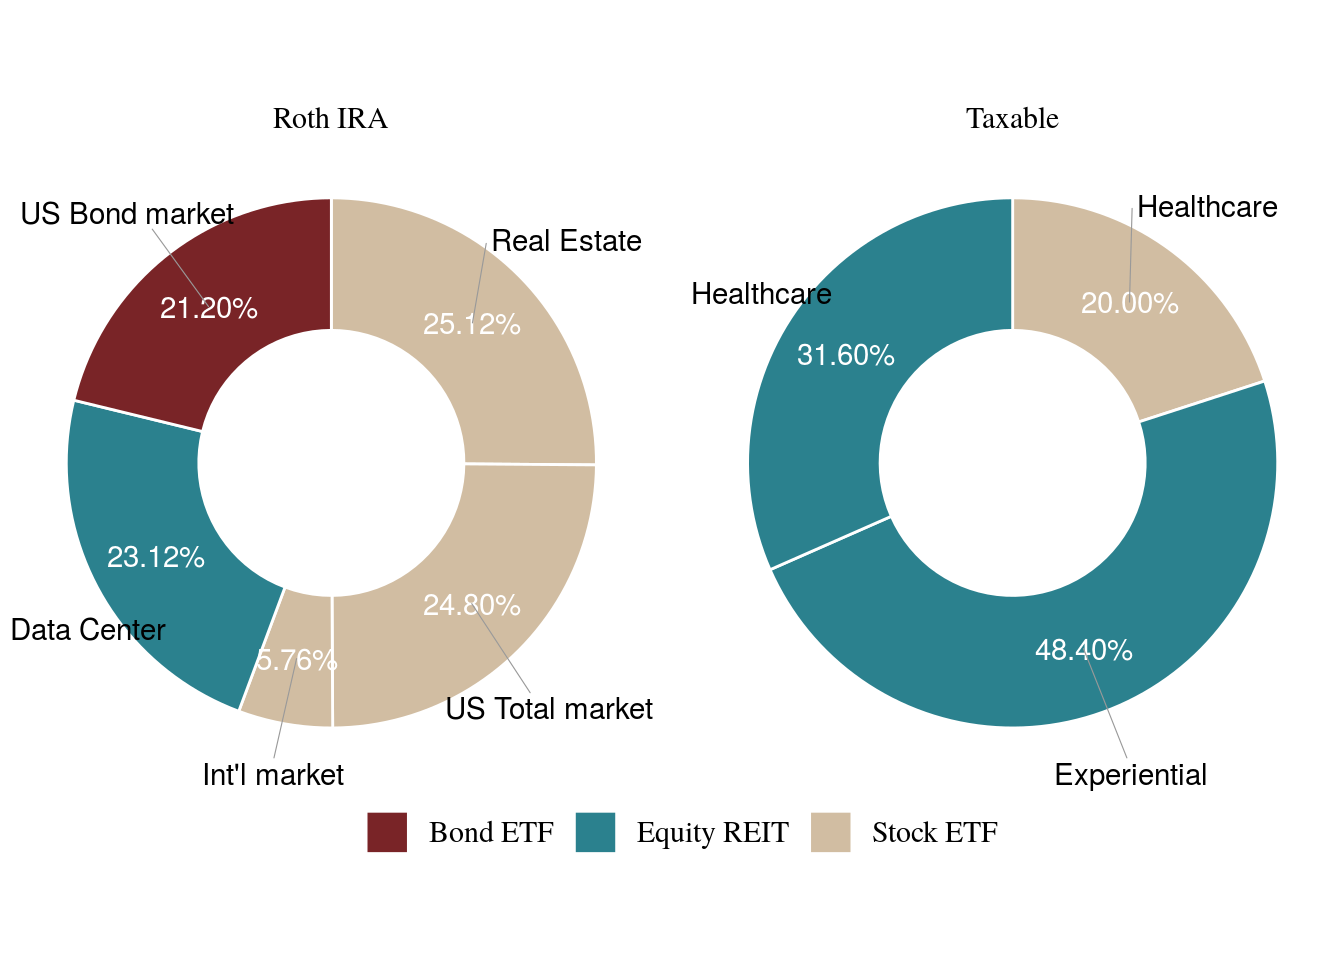 Roth IRA
Taxable
US Bond market
Real Estate
21.20%
25.12%
23.12%
24.80%
Data Center
5.76%
US Total market
Int'l market
Healthcare
Healthcare
20.00%
31.60%
48.40%
Experiential
Bond ETF
Equity REIT
Stock ETF